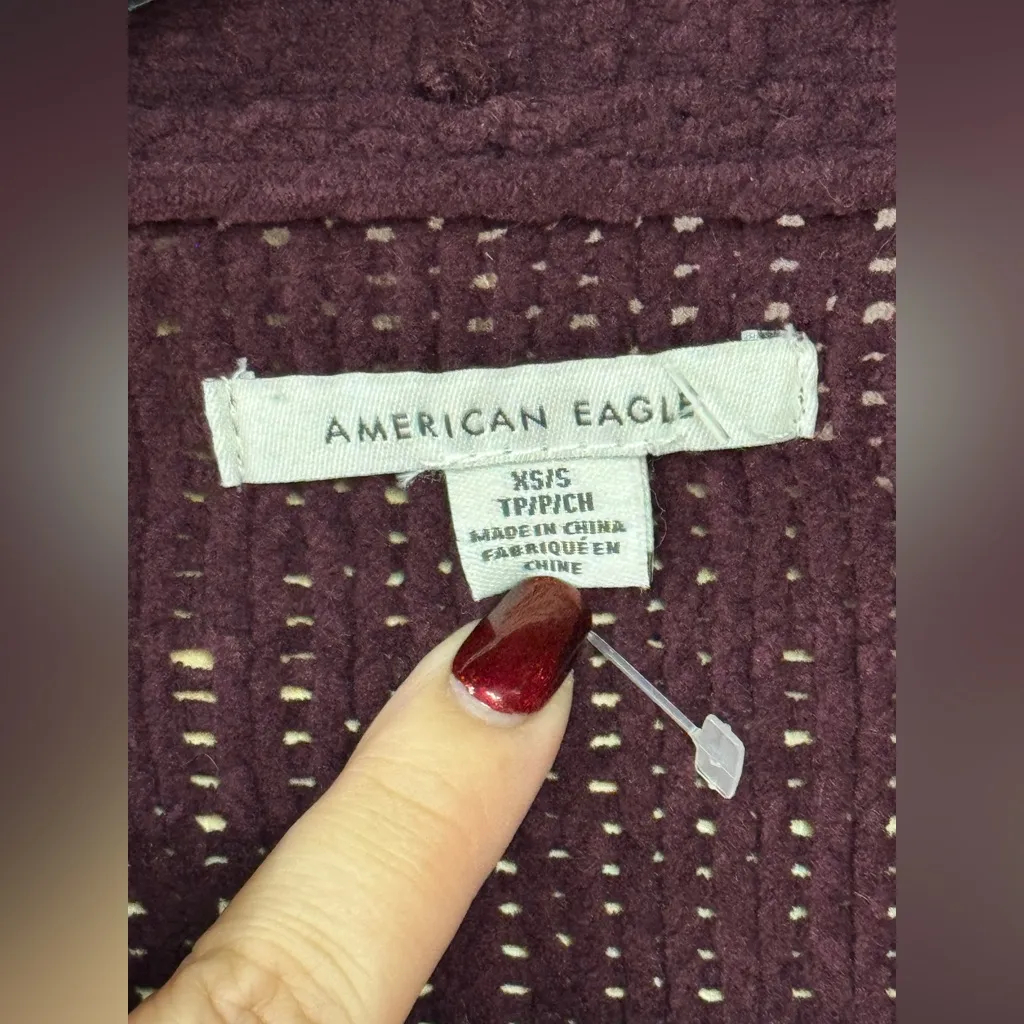 AMERICAN EAGLE
XS/S
TP/P/CH
MADE IN CHINA
FABRIQUÉ EN
CHINE